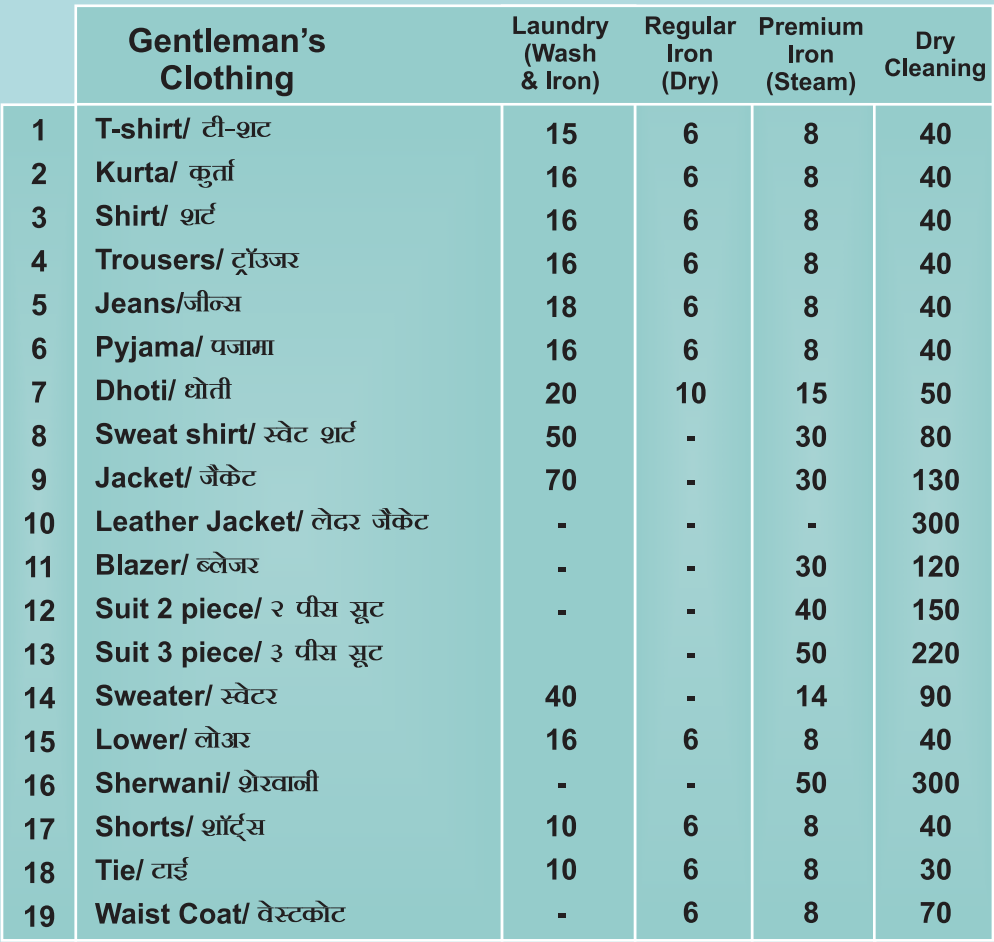 Gentleman's Clothing Laundry (Wash & Iron) Regular Iron (Dry) Premium Iron (Steam) Dry Cleaning
1 T-shirt/ टी-शट 15 6 8 40
2 Kurta/ कुर्ता 16 6 8 40
3 Shirt/ शर्ट 16 6 8 40
4 Trousers/ ट्रॉउजर 16 6 8 40
5 Jeans/जीन्स 18 6 8 40
6 Pyjama/ पजामा 16 6 8 40
7 Dhoti/ धोती 20 10 15 50
8 Sweat shirt/ स्वेट शर्ट 50 - 30 80
9 Jacket/ जैकेट 70 - 30 130
10 Leather Jacket/ लेदर जैकेट - - - 300
11 Blazer/ ब्लेजर - - 30 120
12 Suit 2 piece/ २ पीस सूट - - 40 150
13 Suit 3 piece/ ३ पीस सूट - 50 220
14 Sweater/ स्वेटर 40 - 14 90
15 Lower/ लोअर 16 6 8 40
16 Sherwani/ शेरवानी - - 50 300
17 Shorts/ शॉर्ट्स 10 6 8 40
18 Tie/ टाई 10 6 8 30
19 Waist Coat/ वेस्टकोट - 6 8 70